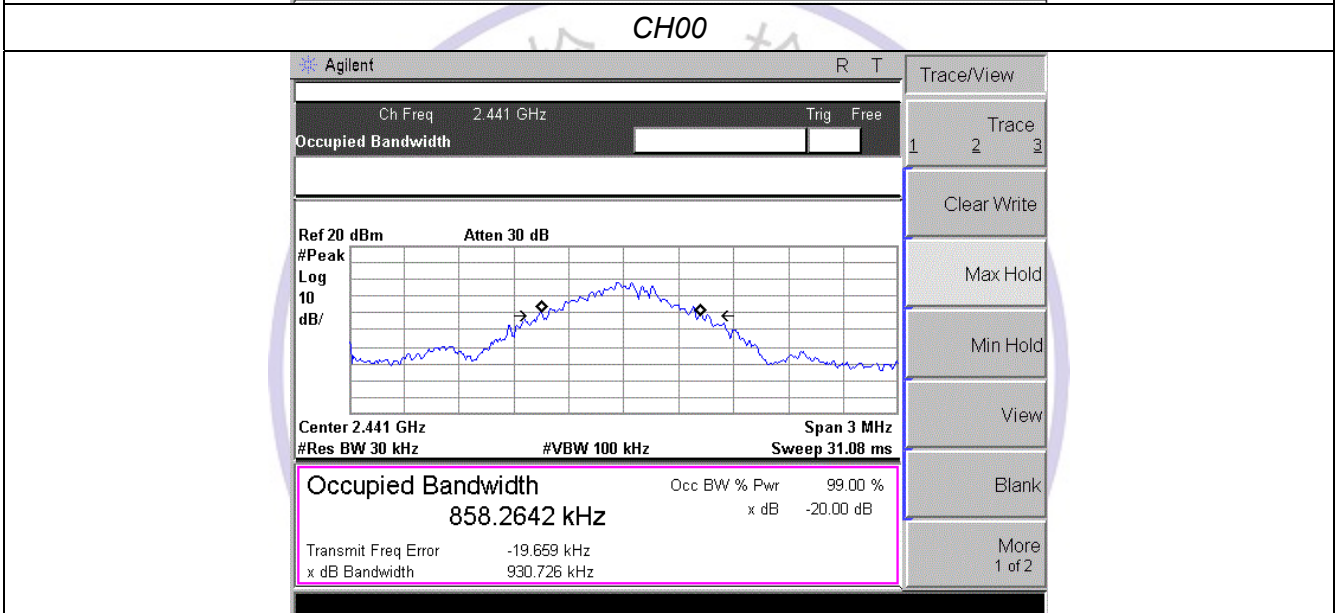 CH00
Agilent R T
Trace/View
Ch Freq 2.441 GHz Trig Free
Occupied Bandwidth
Trace
1 2 3
Clear Write
Max Hold
Min Hold
View
Blank
More
1 of 2
Ref 20 dBm Atten 30 dB
#Peak
Log
10
dB/
Center 2.441 GHz Span 3 MHz
#Res BW 30 kHz #VBW 100 kHz Sweep 31.08 ms
Occupied Bandwidth Occ BW % Pwr 99.00 %
858.2642 kHz x dB -20.00 dB
Transmit Freq Error -19.659 kHz
x dB Bandwidth 930.726 kHz